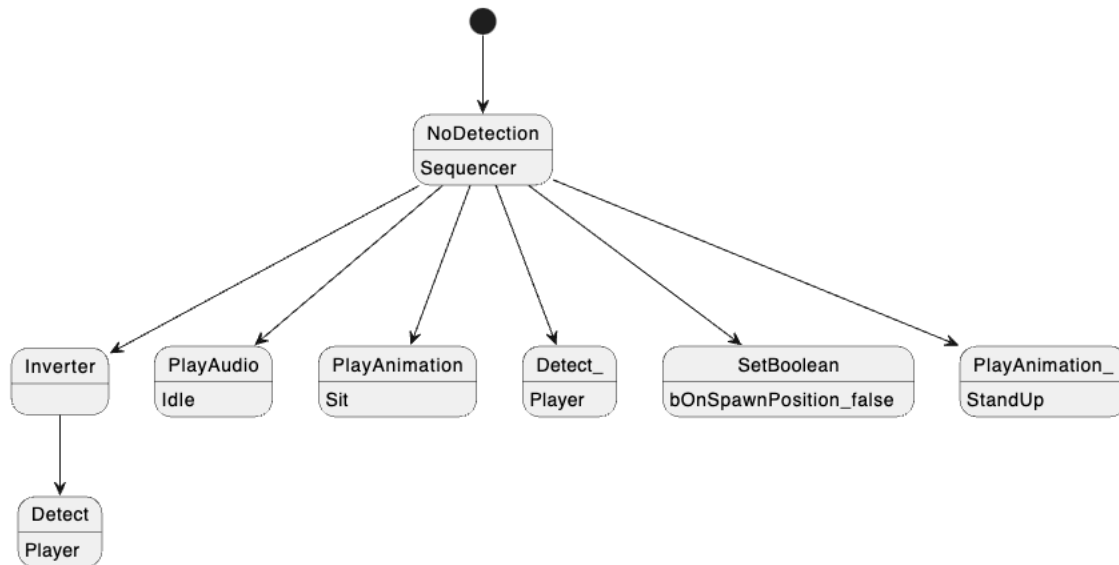 NoDetection
Sequencer
Inverter
PlayAudio
Idle
PlayAnimation
Sit
Detect_
Player
SetBoolean
bOnSpawnPosition_false
PlayAnimation_
StandUp
Detect
Player